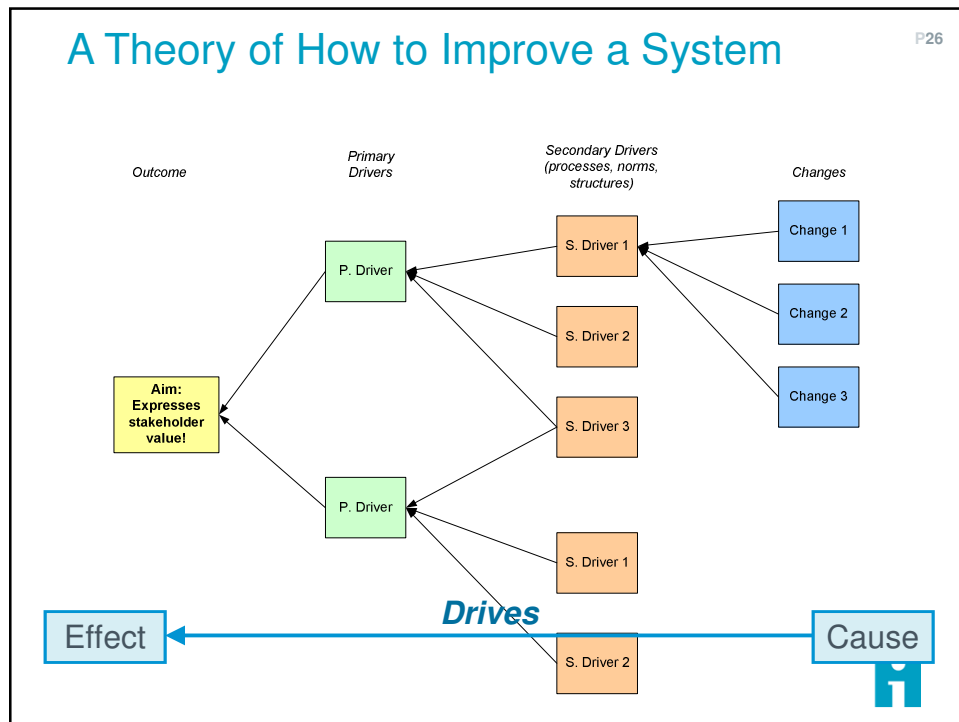 A Theory of How to Improve a System
P26
Outcome
Primary
Drivers
Secondary Drivers
(processes, norms,
structures)
Changes
P. Driver
S. Driver 1
Change 1
S. Driver 2
Change 2
Aim:
Expresses
stakeholder
value!
S. Driver 3
Change 3
P. Driver
S. Driver 1
Drives
Effect
Cause
S. Driver 2